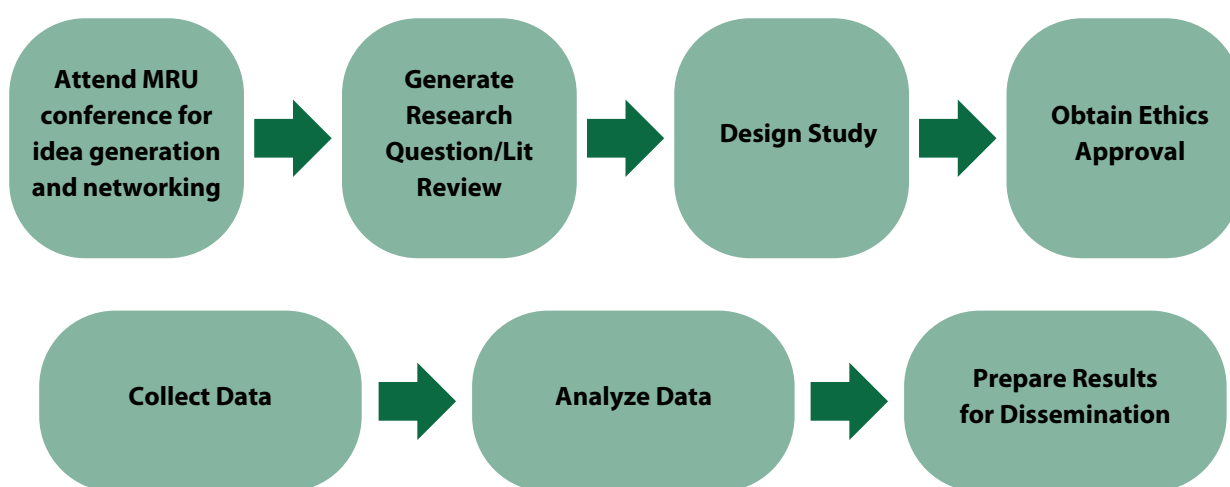 Attend MRU
conference for
idea generation
and networking
Generate
Research
Question/Lit
Review
Design Study
Obtain Ethics
Approval
Collect Data
Analyze Data
Prepare Results
for Dissemination